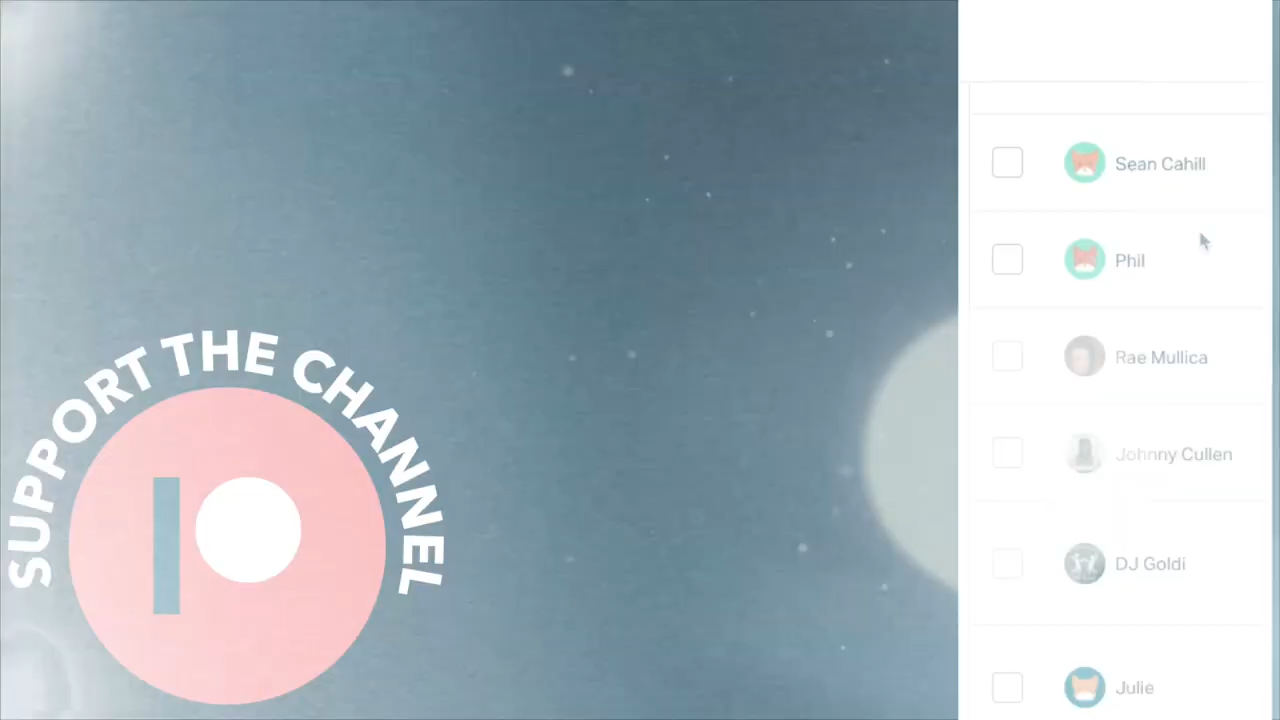 SUPPORT THE CHANNEL
Sean Cahill
Phil
Rae Mullica
Johnny Cullen
DJ Goldi
Julie